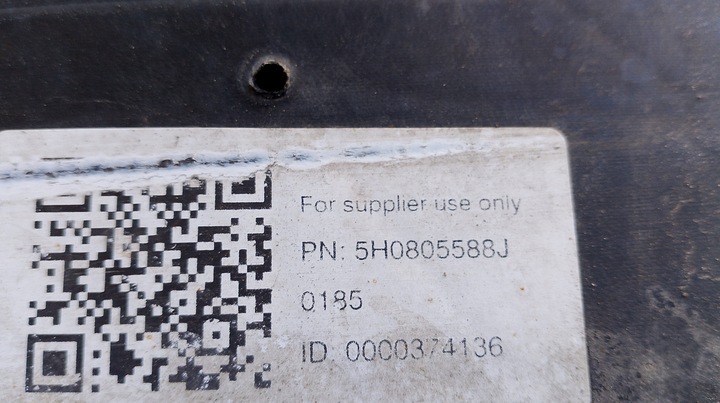 For supplier use only
PN: 5H0805588J
0185
ID: 0000374136